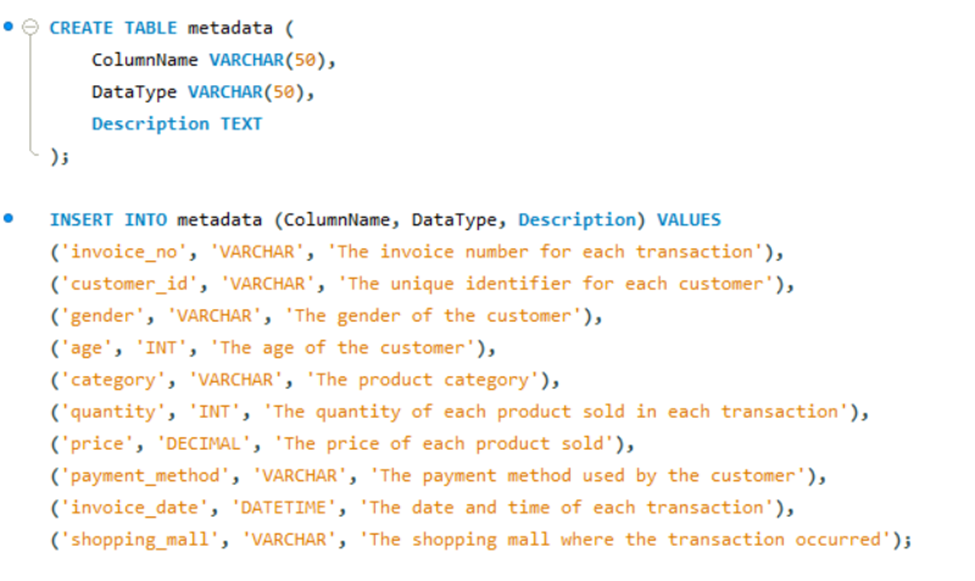 CREATE TABLE metadata (
ColumnName VARCHAR(50),
DataType VARCHAR(50),
Description TEXT
);
INSERT INTO metadata (ColumnName, DataType, Description) VALUES
('invoice_no', 'VARCHAR', 'The invoice number for each transaction'),
('customer_id', 'VARCHAR', 'The unique identifier for each customer'),
('gender', 'VARCHAR', 'The gender of the customer'),
('age', 'INT', 'The age of the customer'),
('category', 'VARCHAR', 'The product category'),
('quantity', 'INT', 'The quantity of each product sold in each transaction'),
('price', 'DECIMAL', 'The price of each product sold'),
('payment_method', 'VARCHAR', 'The payment method used by the customer'),
('invoice_date', 'DATETIME', 'The date and time of each transaction'),
('shopping_mall', 'VARCHAR', 'The shopping mall where the transaction occurred');